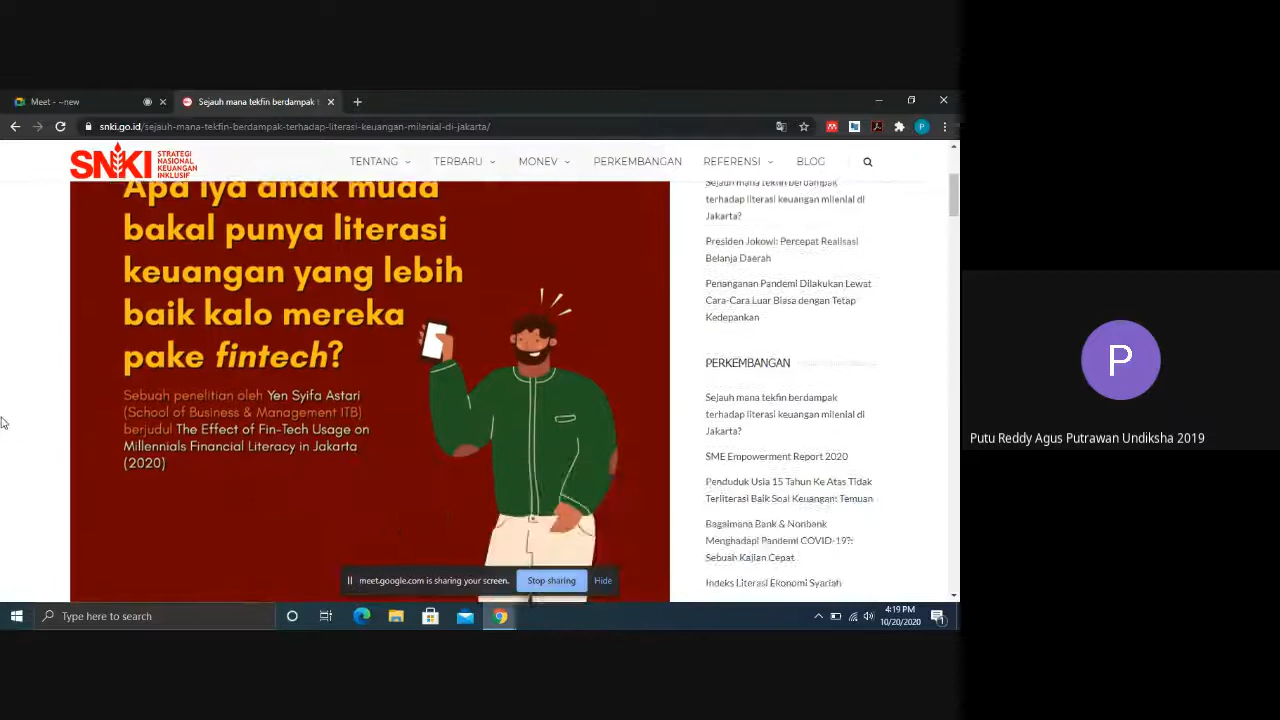 Meet - ~new
Sejauh mana tekfin berdampak t
snki.go.id/sejauh-mana-tekfin-berdampak-terhadap-literasi-keuangan-milenial-di-jakarta/
SNKI STRATEGI
NASIONAL
KEUANGAN
INKLUSIF
TENTANG
TERBARU
MONEV
PERKEMBANGAN
REFERENSI
BLOG
Apa iya anak muda
bakal punya literasi
keuangan yang lebih
baik kalo mereka
pake fintech?
Sebuah penelitian oleh Yen Syifa Astari
(School of Business & Management ITB)
berjudul The Effect of Fin-Tech Usage on
Millennials Financial Literacy in Jakarta
(2020)
Sejauh mana tekfin berdampak
terhadap literasi keuangan milenial di
Jakarta?
Presiden Jokowi: Percepat Realisasi
Belanja Daerah
Penanganan Pandemi Dilakukan Lewat
Cara-Cara Luar Biasa dengan Tetap
Kedepankan
PERKEMBANGAN
Sejauh mana tekfin berdampak
terhadap literasi keuangan milenial di
Jakarta?
SME Empowerment Report 2020
Penduduk Usia 15 Tahun Ke Atas Tidak
Terliterasi Baik Soal Keuangan: Temuan
Bagaimana Bank & Nonbank
Menghadapi Pandemi COVID-19?:
Sebuah Kajian Cepat
Indeks Literasi Ekonomi Syariah
meet.google.com is sharing your screen.
Stop sharing
Hide
Type here to search
4:19 PM
10/20/2020
1
P
P
Putu Reddy Agus Putrawan Undiksha 2019